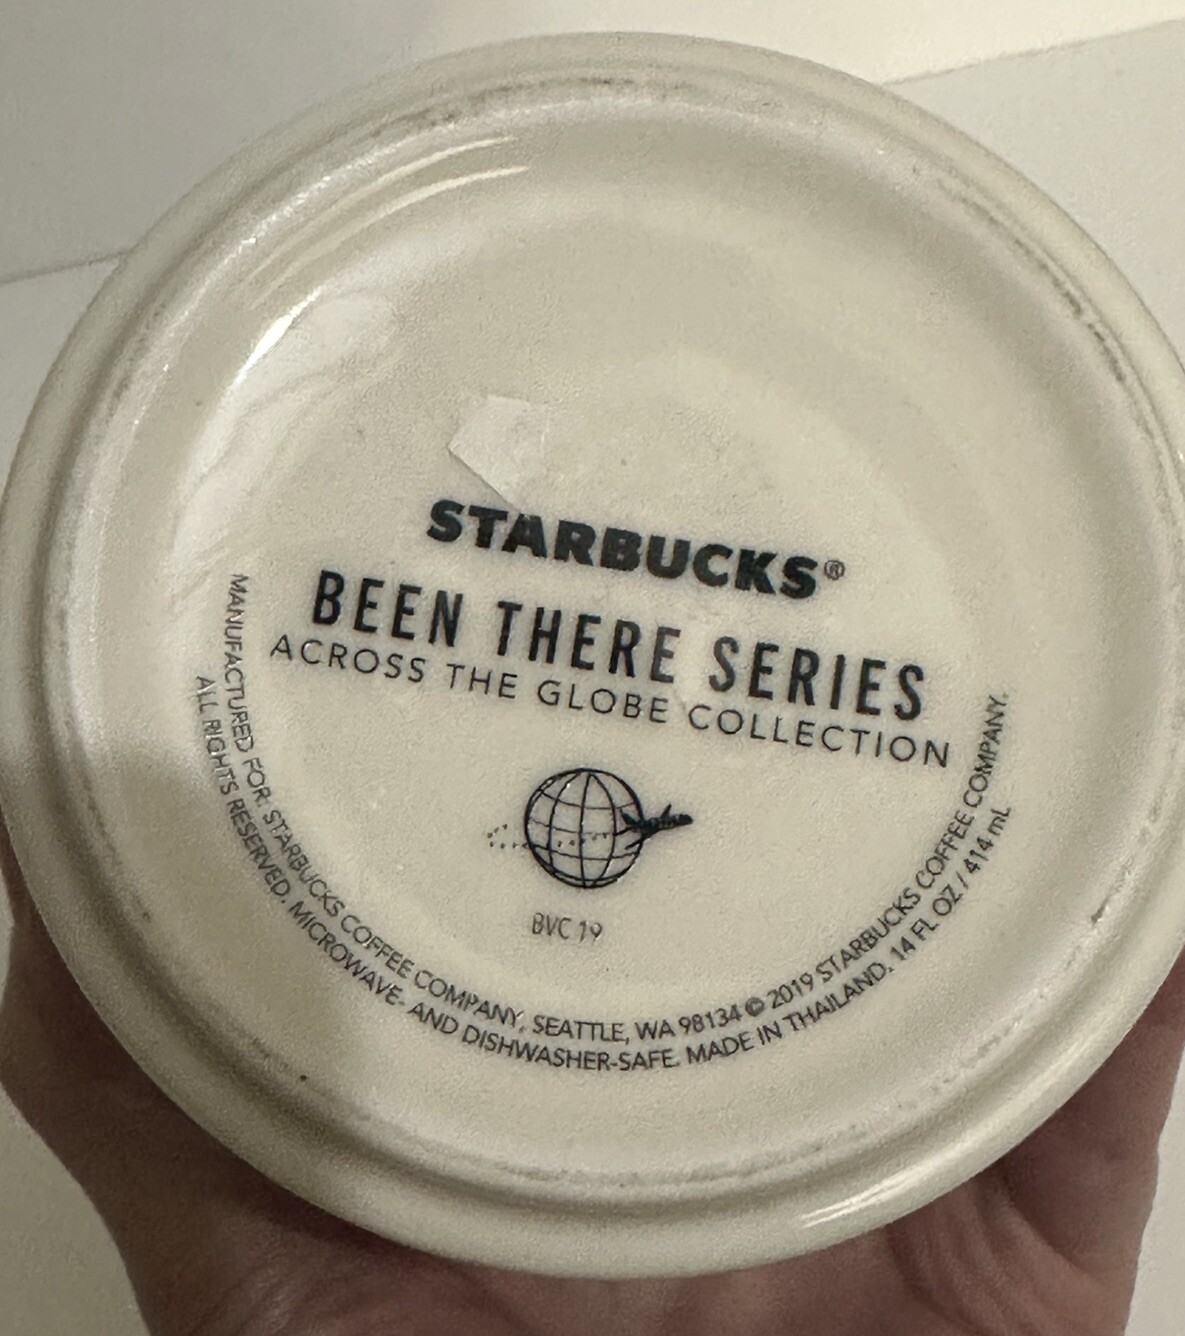 STARBUCKS®
BEEN THERE SERIES
ACROSS THE GLOBE COLLECTION
BVC 19
MANUFACTURED FOR: STARBUCKS COFFEE COMPANY, SEATTLE, WA 98134 © 2019 STARBUCKS COFFEE COMPANY.
ALL RIGHTS RESERVED. MICROWAVE- AND DISHWASHER-SAFE. MADE IN THAILAND. 14 FL OZ / 414 mL